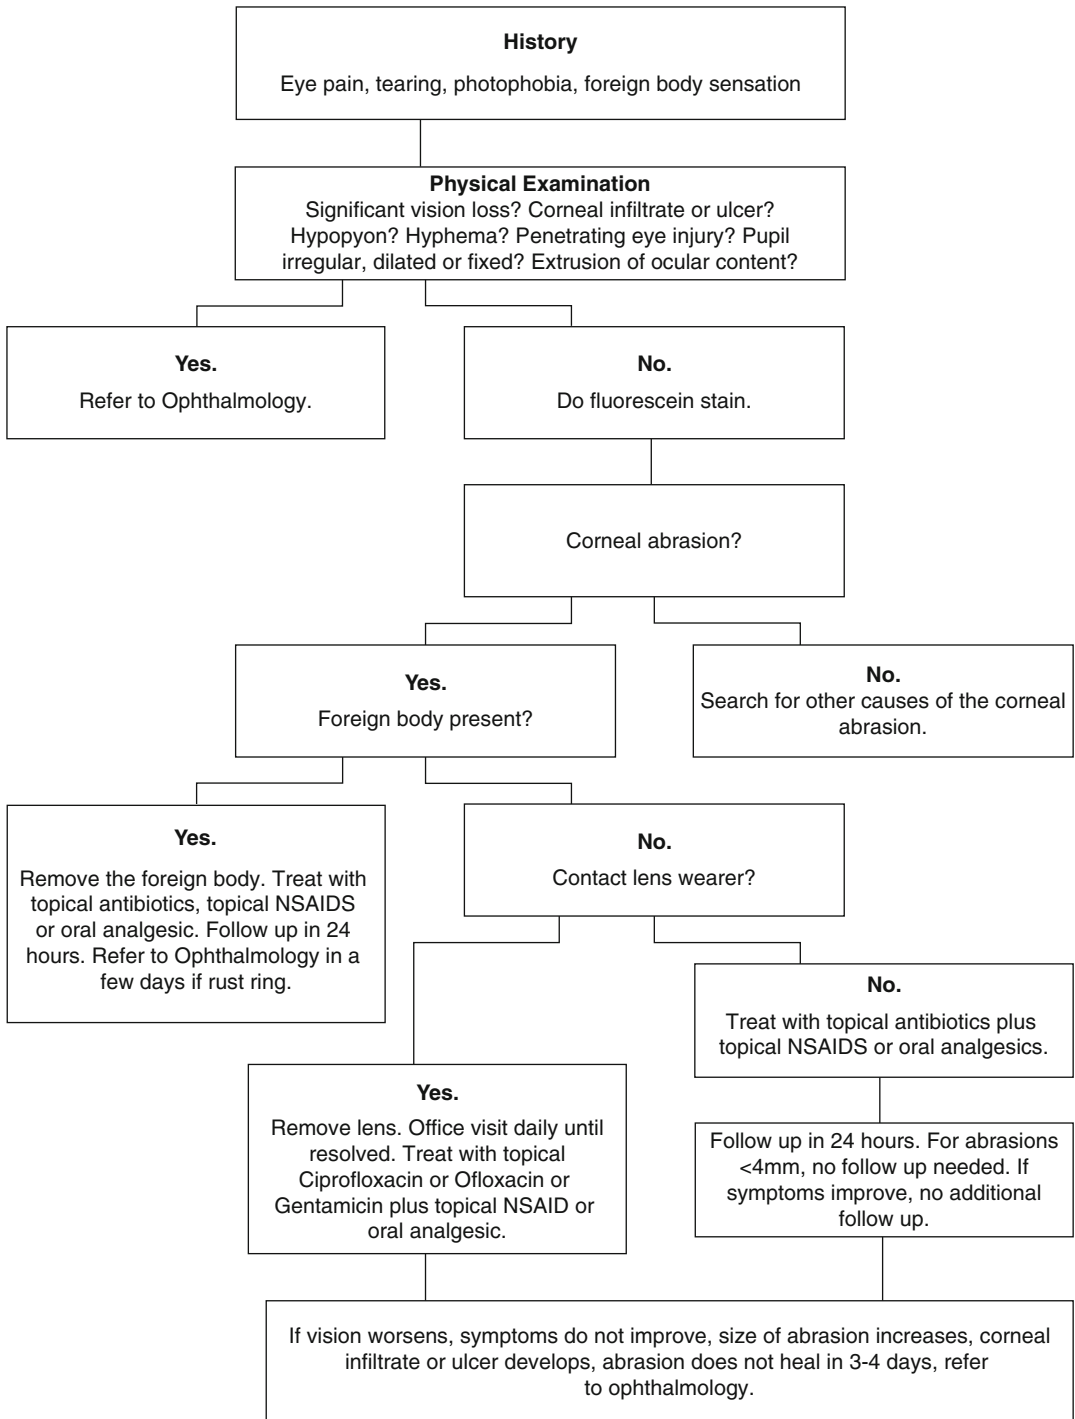 History
Eye pain, tearing, photophobia, foreign body sensation
Physical Examination
Significant vision loss? Corneal infiltrate or ulcer?
Hypopyon? Hyphema? Penetrating eye injury? Pupil
irregular, dilated or fixed? Extrusion of ocular content?
Yes.
Refer to Ophthalmology.
No.
Do fluorescein stain.
Corneal abrasion?
Yes.
Foreign body present?
No.
Search for other causes of the corneal
abrasion.
Yes.
Remove the foreign body. Treat with
topical antibiotics, topical NSAIDS
or oral analgesic. Follow up in 24
hours. Refer to Ophthalmology in a
few days if rust ring.
No.
Contact lens wearer?
No.
Treat with topical antibiotics plus
topical NSAIDS or oral analgesics.
Yes.
Remove lens. Office visit daily until
resolved. Treat with topical
Ciprofloxacin or Ofloxacin or
Gentamicin plus topical NSAID or
oral analgesic.
Follow up in 24 hours. For abrasions
<4mm, no follow up needed. If
symptoms improve, no additional
follow up.
If vision worsens, symptoms do not improve, size of abrasion increases, corneal
infiltrate or ulcer develops, abrasion does not heal in 3-4 days, refer
to ophthalmology.